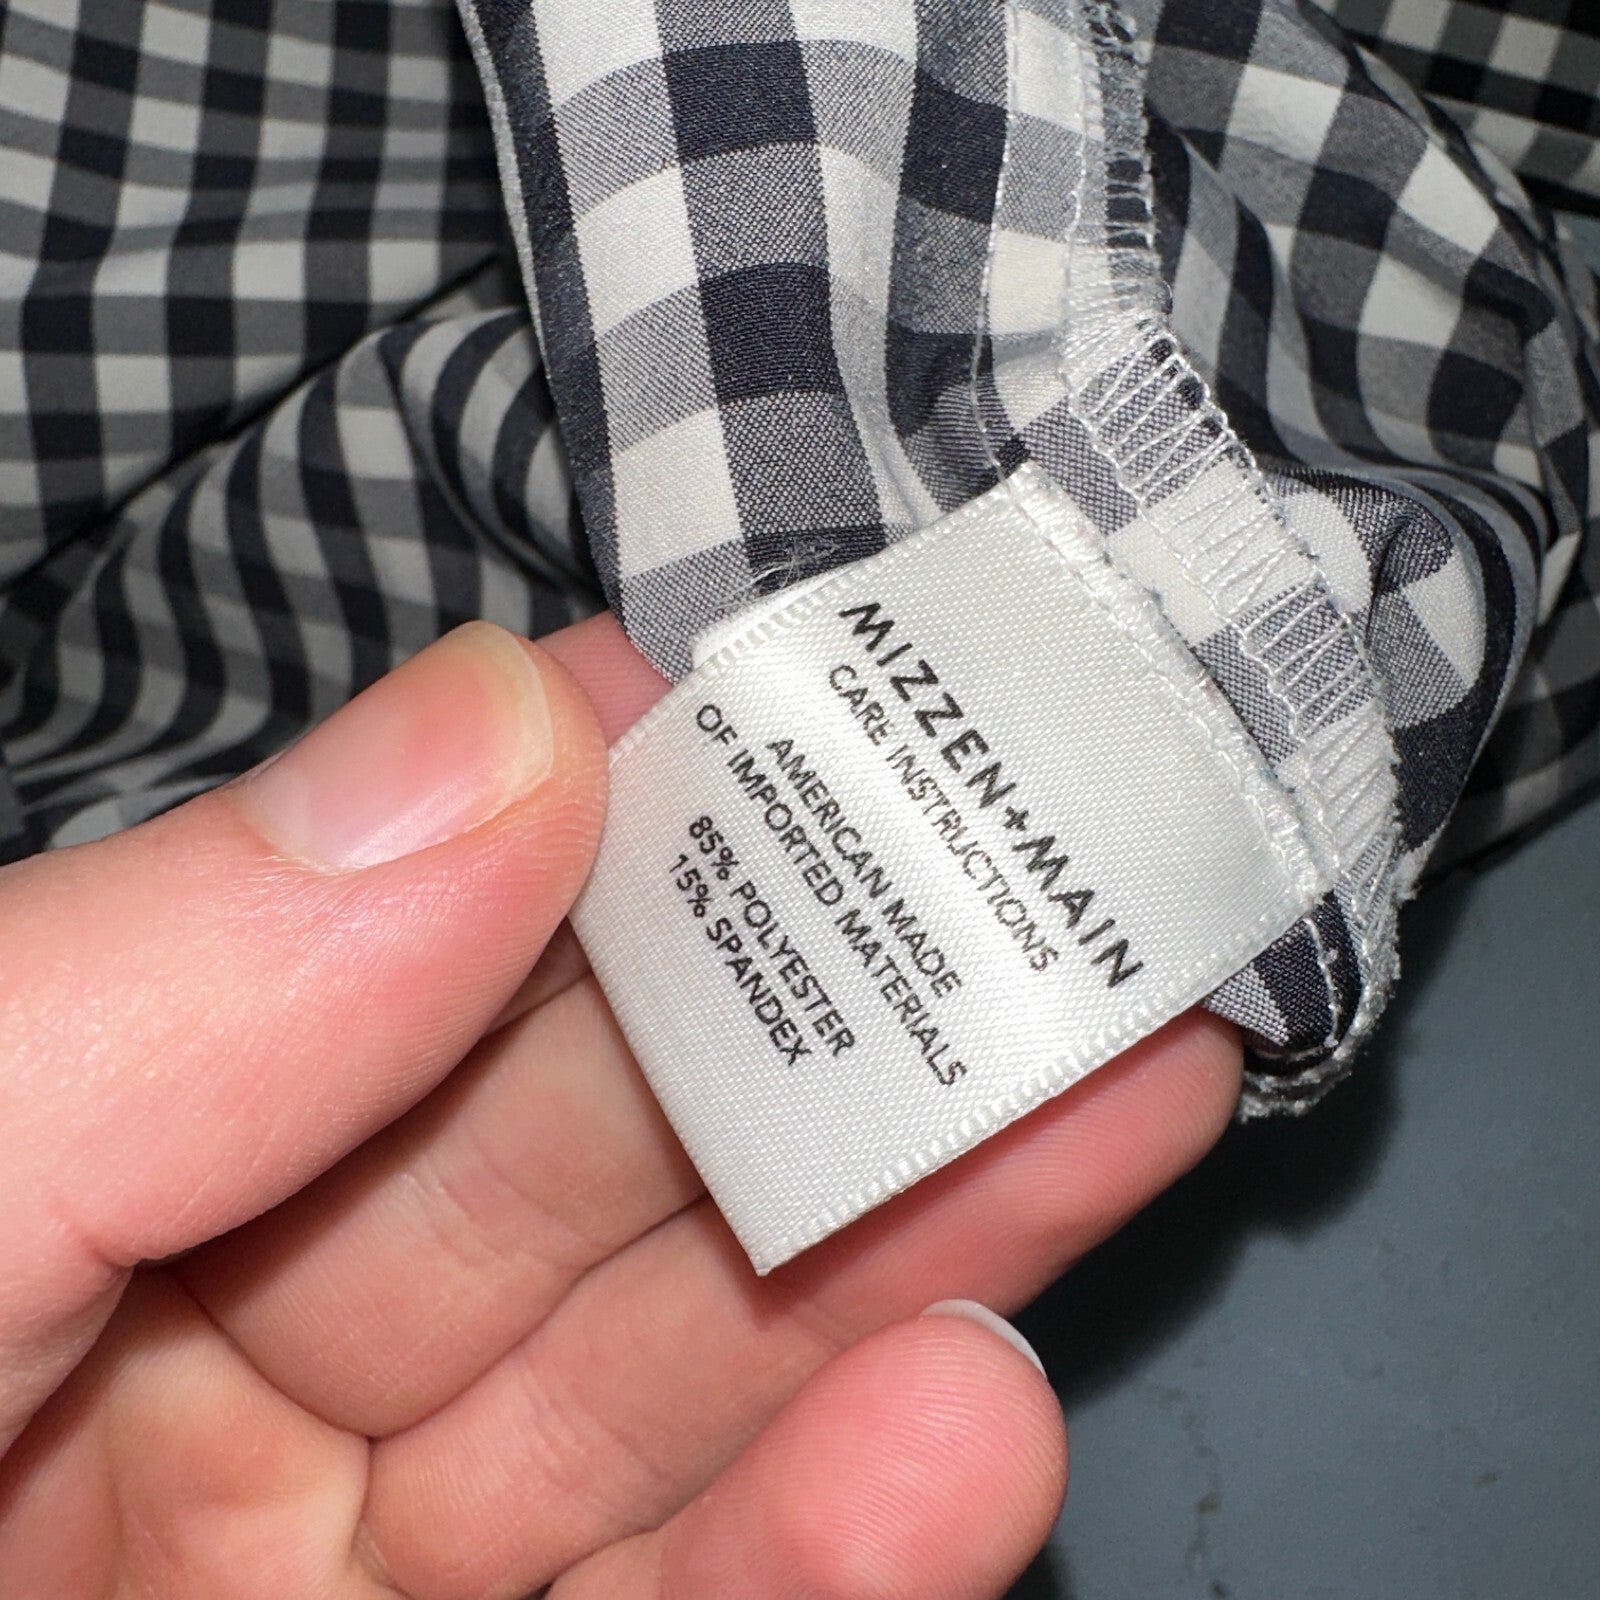 MIZZEN+MAIN
CARE INSTRUCTIONS
AMERICAN MADE
OF IMPORTED MATERIALS
85% POLYESTER
15% SPANDEX